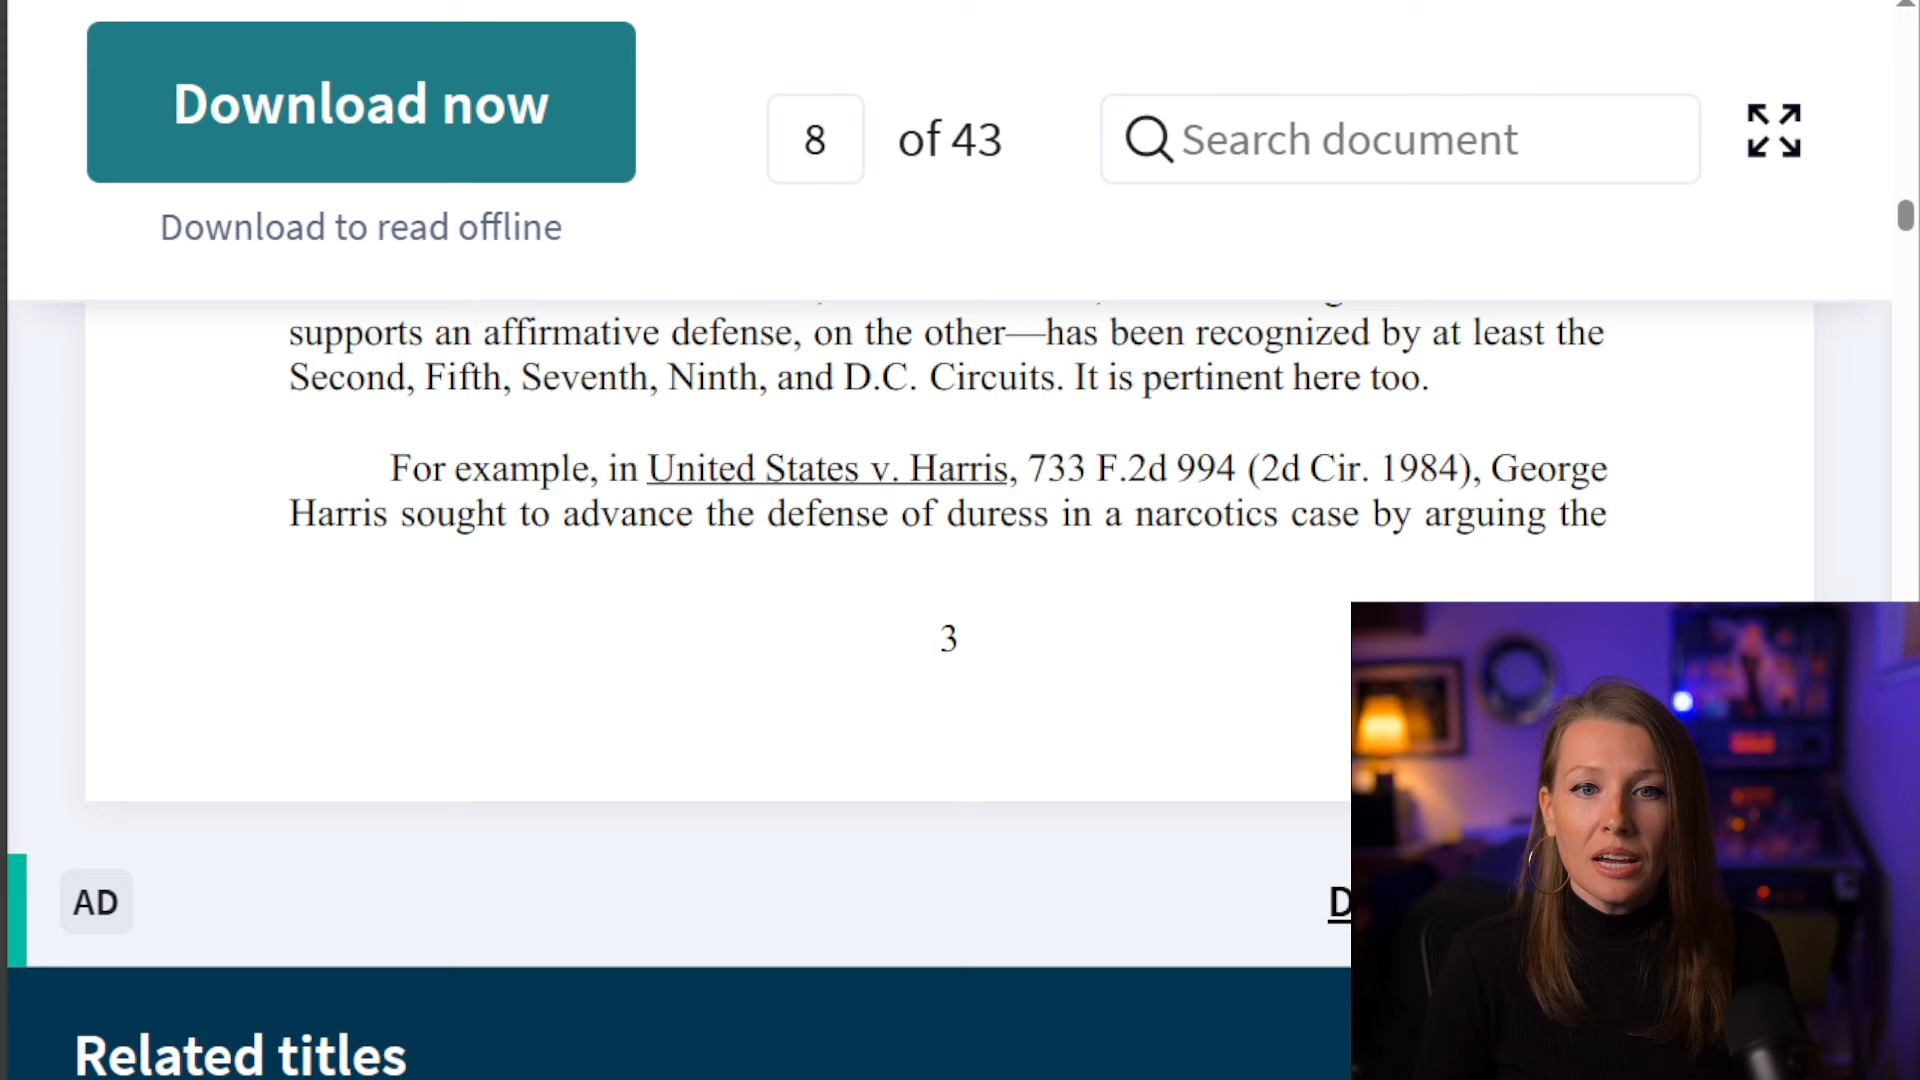 Download now
8 of 43
Search document
Download to read offline
supports an affirmative defense, on the other—has been recognized by at least the
Second, Fifth, Seventh, Ninth, and D.C. Circuits. It is pertinent here too.
For example, in United States v. Harris, 733 F.2d 994 (2d Cir. 1984), George
Harris sought to advance the defense of duress in a narcotics case by arguing the
3
AD
D
Related titles